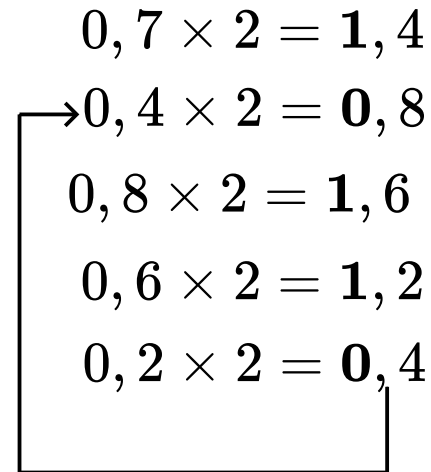 0,7 × 2 = 1,4
0,4 × 2 = 0,8
0,8 × 2 = 1,6
0,6 × 2 = 1,2
0,2 × 2 = 0,4